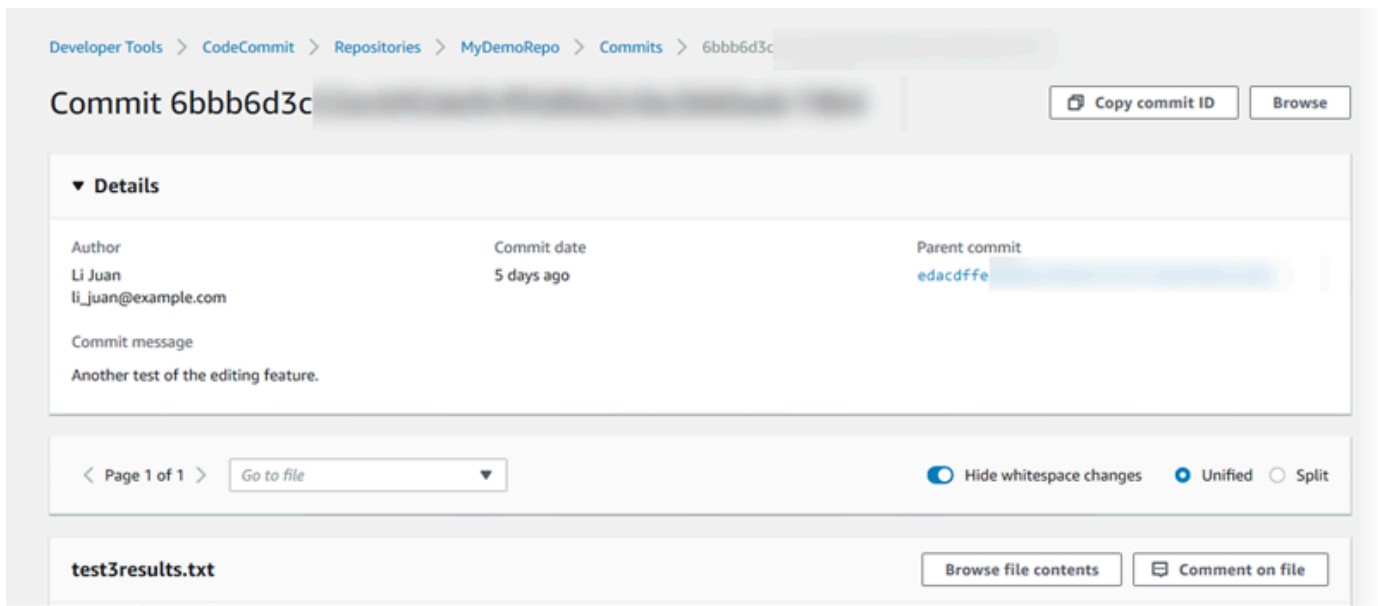 Developer Tools > CodeCommit > Repositories > MyDemoRepo > Commits > 6bbb6d3c
Commit 6bbb6d3c
Copy commit ID
Browse
Details
Author
Commit date
Parent commit
Li Juan
5 days ago
edacdffe
li_juan@example.com
Commit message
Another test of the editing feature.
< Page 1 of 1 >
Go to file
Hide whitespace changes
Unified
Split
test3results.txt
Browse file contents
Comment on file